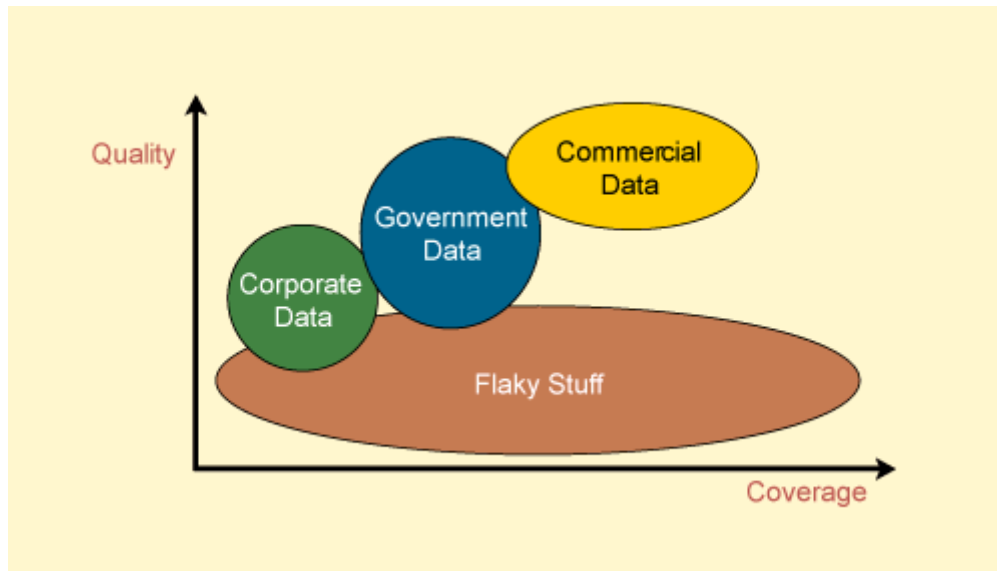 Quality
Commercial
Data
Government
Data
Corporate
Data
Flaky Stuff
Coverage